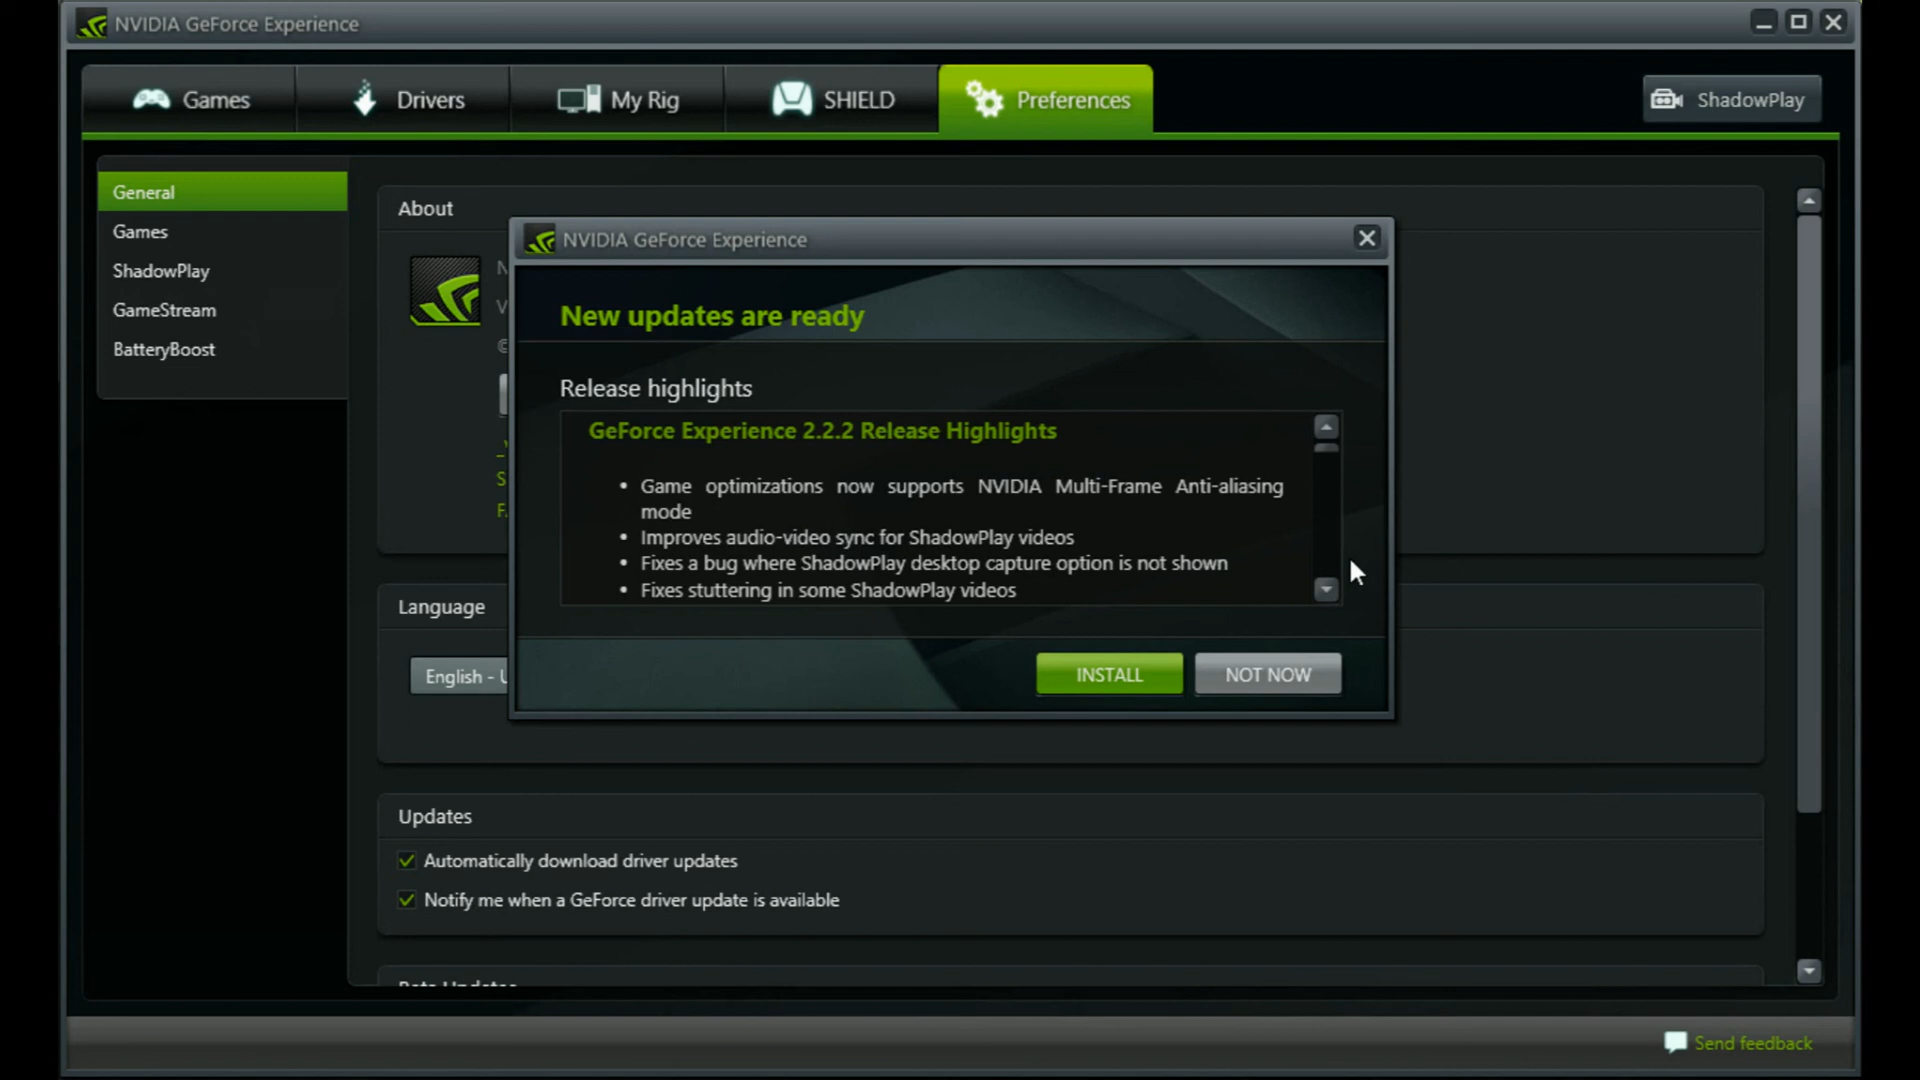 NVIDIA GeForce Experience
Games
Drivers
My Rig
SHIELD
Preferences
ShadowPlay
General
Games
ShadowPlay
GameStream
BatteryBoost
About
NVIDIA GeForce Experience
New updates are ready
Release highlights
GeForce Experience 2.2.2 Release Highlights
• Game optimizations now supports NVIDIA Multi-Frame Anti-aliasing
mode
• Improves audio-video sync for ShadowPlay videos
• Fixes a bug where ShadowPlay desktop capture option is not shown
• Fixes stuttering in some ShadowPlay videos
INSTALL
NOT NOW
Language
English -
Updates
Automatically download driver updates
Notify me when a GeForce driver update is available
Beta Updates
Send feedback